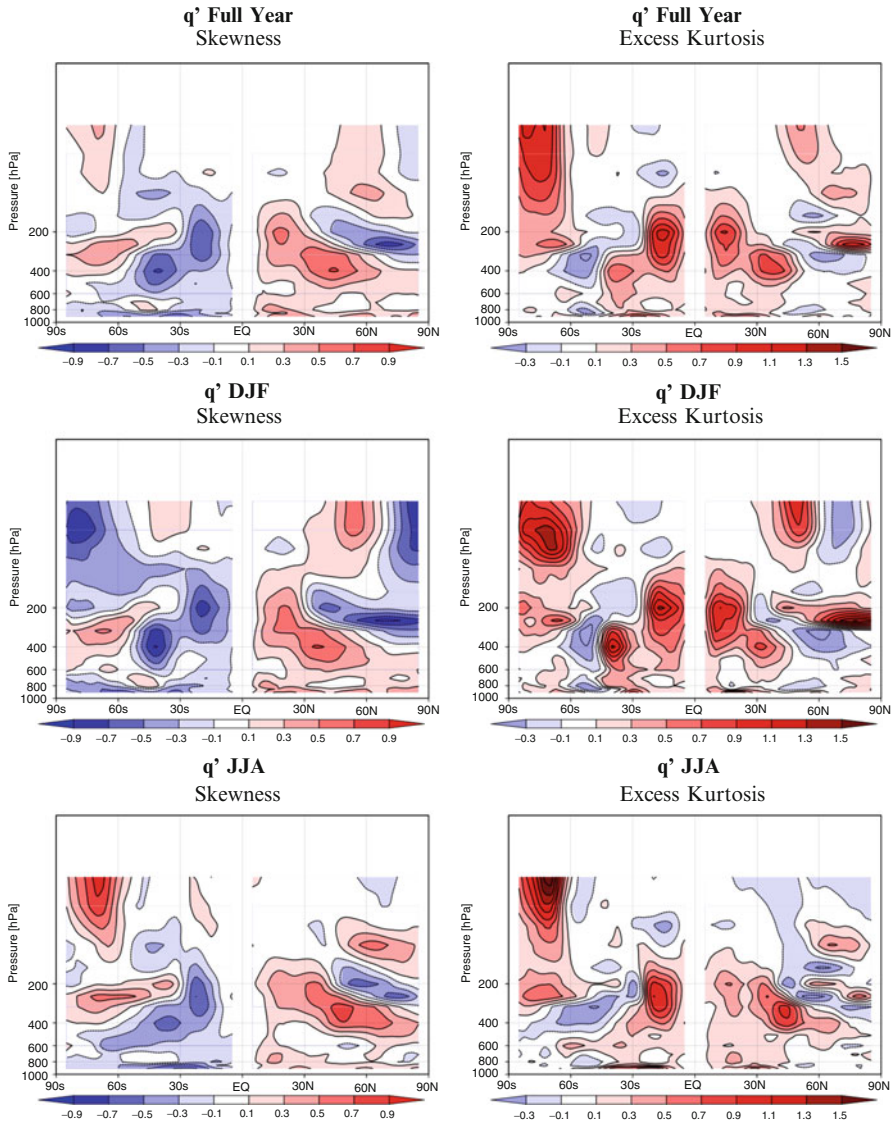 q' Full Year
Skewness
q' Full Year
Excess Kurtosis
Pressure [hPa]
200
400
600
800
1000
90S 60S 30S EQ 30N 60N 90N
−0.9 −0.7 −0.5 −0.3 −0.1 0.1 0.3 0.5 0.7 0.9
Pressure [hPa]
200
400
600
800
1000
90S 60S 30S EQ 30N 60N 90N
−0.3 −0.1 0.1 0.3 0.5 0.7 0.9 1.1 1.3 1.5
q' DJF
Skewness
q' DJF
Excess Kurtosis
Pressure [hPa]
200
400
600
800
1000
90S 60S 30S EQ 30N 60N 90N
−0.9 −0.7 −0.5 −0.3 −0.1 0.1 0.3 0.5 0.7 0.9
Pressure [hPa]
200
400
600
800
1000
90S 60S 30S EQ 30N 60N 90N
−0.3 −0.1 0.1 0.3 0.5 0.7 0.9 1.1 1.3 1.5
q' JJA
Skewness
q' JJA
Excess Kurtosis
Pressure [hPa]
200
400
600
800
1000
90S 60S 30S EQ 30N 60N 90N
−0.9 −0.7 −0.5 −0.3 −0.1 0.1 0.3 0.5 0.7 0.9
Pressure [hPa]
200
400
600
800
1000
90S 60S 30S EQ 30N 60N 90N
−0.3 −0.1 0.1 0.3 0.5 0.7 0.9 1.1 1.3 1.5